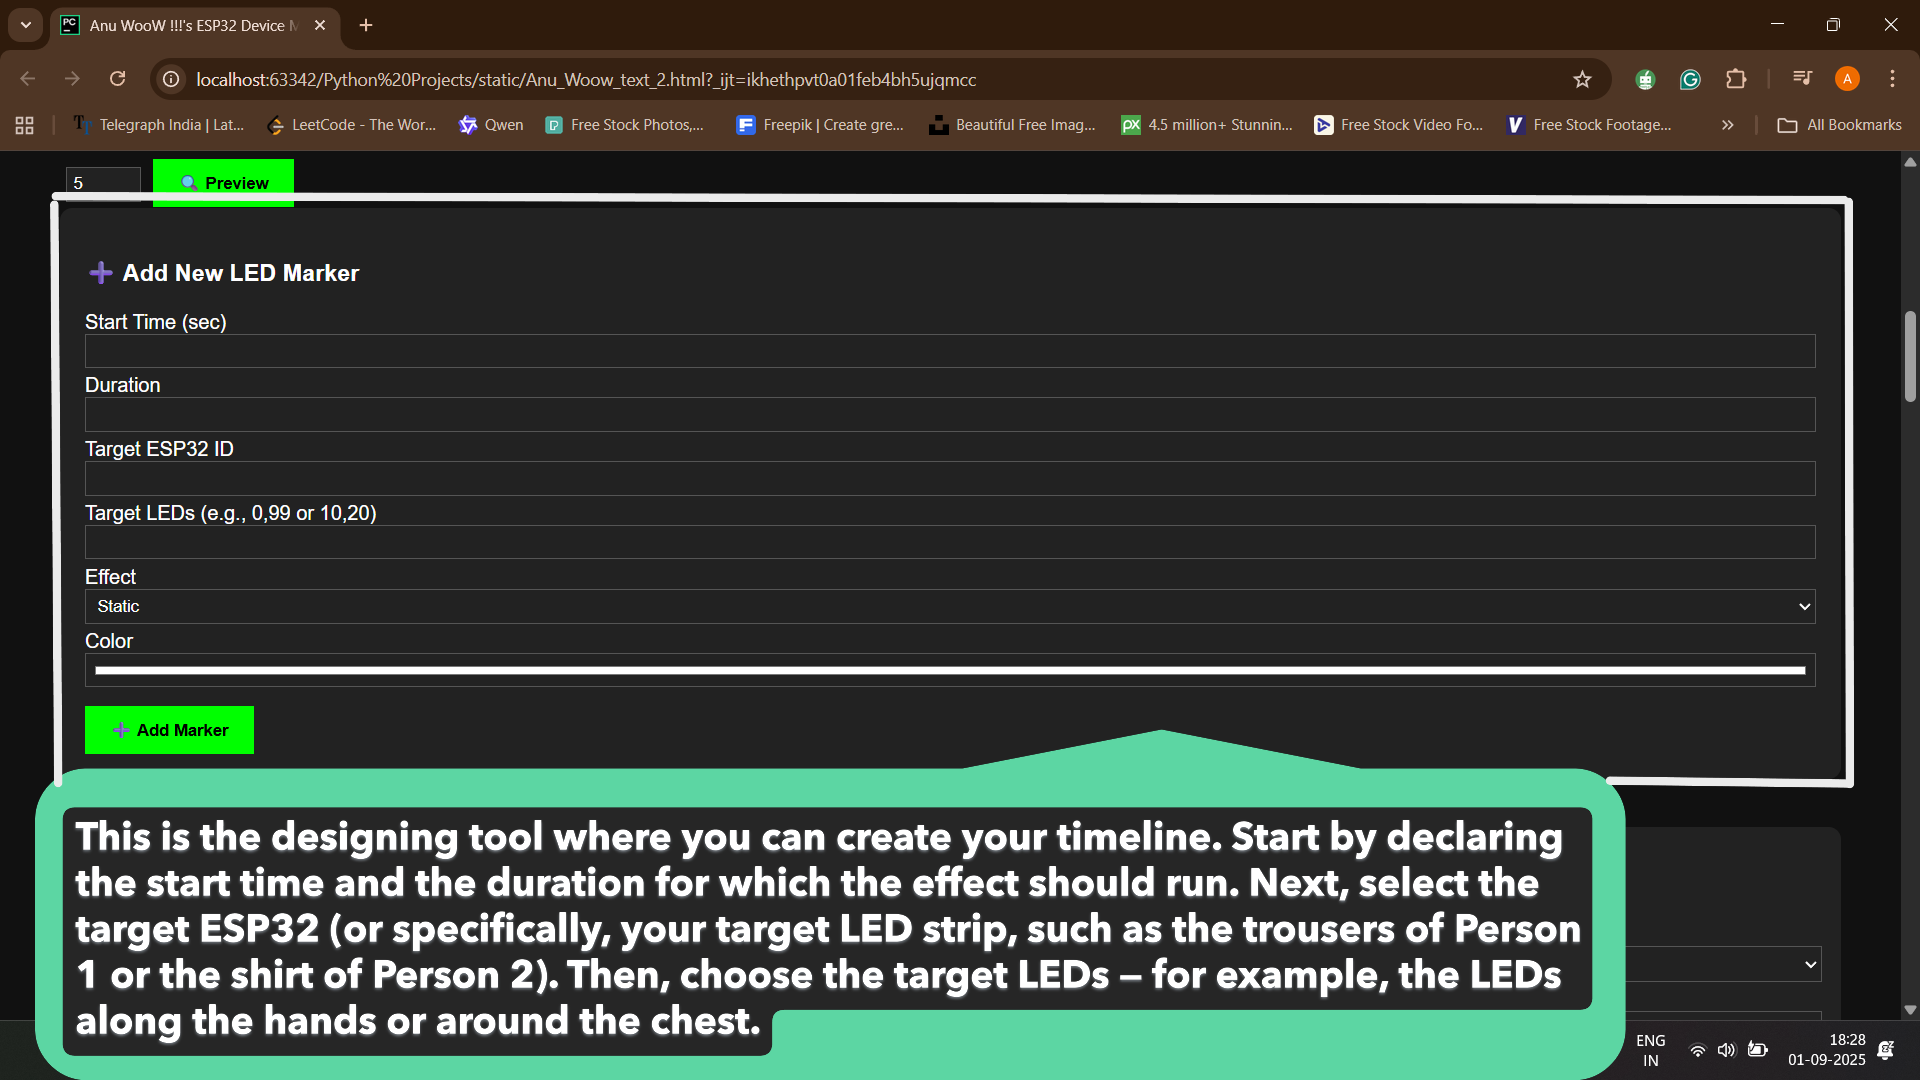 Anu WooW !!!'s ESP32 Device M
localhost:63342/Python%20Projects/static/Anu_Woow_text_2.html?_ijt=ikhethpvt0a01feb4bh5ujqmcc
A
Telegraph India | Lat...
LeetCode - The Wor...
Qwen
Free Stock Photos,...
Freepik | Create gre...
Beautiful Free Imag...
4.5 million+ Stunnin...
Free Stock Video Fo...
Free Stock Footage...
All Bookmarks
5
Preview
Add New LED Marker
Start Time (sec)
Duration
Target ESP32 ID
Target LEDs (e.g., 0,99 or 10,20)
Effect
Static
Color
Add Marker
This is the designing tool where you can create your timeline. Start by declaring
the start time and the duration for which the effect should run. Next, select the
target ESP32 (or specifically, your target LED strip, such as the trousers of Person
1 or the shirt of Person 2). Then, choose the target LEDs – for example, the LEDs
along the hands or around the chest.
ENG
IN
18:28
01-09-2025